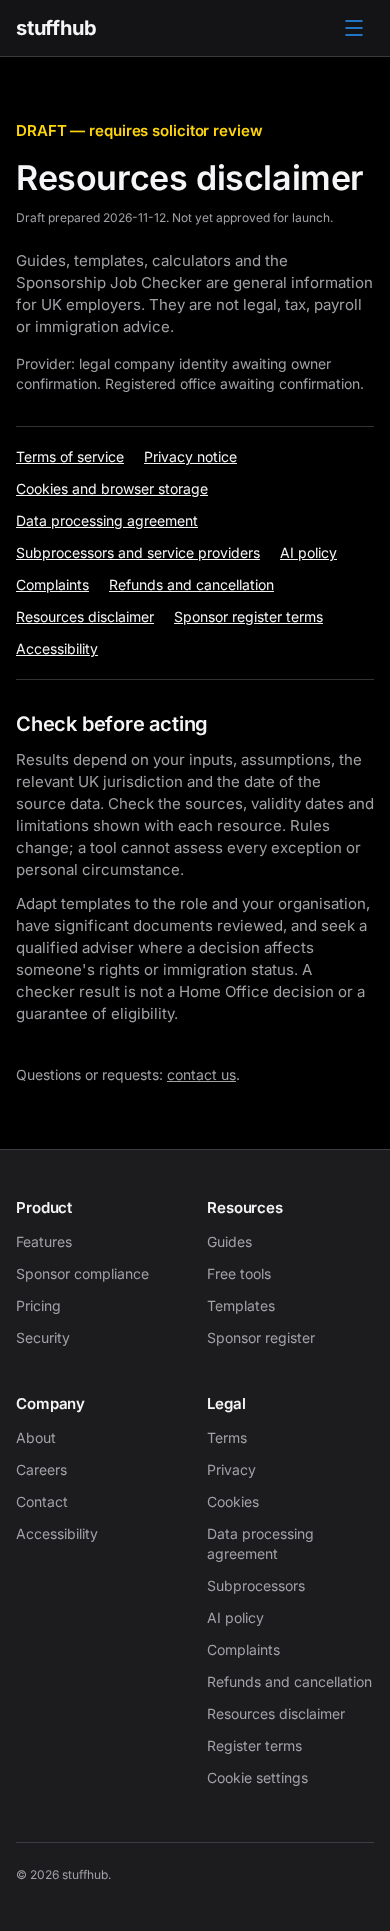 stuffhub
DRAFT — requires solicitor review
Resources disclaimer
Draft prepared 2026-11-12. Not yet approved for launch.
Guides, templates, calculators and the
Sponsorship Job Checker are general information
for UK employers. They are not legal, tax, payroll
or immigration advice.
Provider: legal company identity awaiting owner
confirmation. Registered office awaiting confirmation.
Terms of service Privacy notice
Cookies and browser storage
Data processing agreement
Subprocessors and service providers AI policy
Complaints Refunds and cancellation
Resources disclaimer Sponsor register terms
Accessibility
Check before acting
Results depend on your inputs, assumptions, the
relevant UK jurisdiction and the date of the
source data. Check the sources, validity dates and
limitations shown with each resource. Rules
change; a tool cannot assess every exception or
personal circumstance.
Adapt templates to the role and your organisation,
have significant documents reviewed, and seek a
qualified adviser where a decision affects
someone's rights or immigration status. A
checker result is not a Home Office decision or a
guarantee of eligibility.
Questions or requests: contact us.
Product
Features
Sponsor compliance
Pricing
Security
Resources
Guides
Free tools
Templates
Sponsor register
Company
About
Careers
Contact
Accessibility
Legal
Terms
Privacy
Cookies
Data processing
agreement
Subprocessors
AI policy
Complaints
Refunds and cancellation
Resources disclaimer
Register terms
Cookie settings
© 2026 stuffhub.